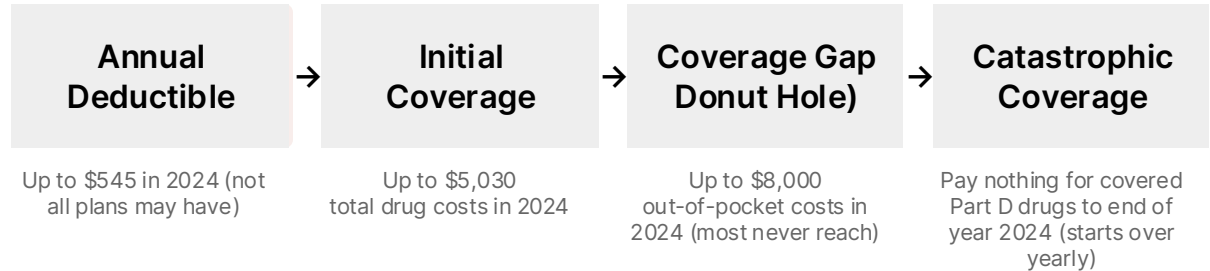 Annual
Deductible
→
Initial
Coverage
→
Coverage Gap
Donut Hole)
→
Catastrophic
Coverage
Up to $545 in 2024 (not
all plans may have)
Up to $5,030
total drug costs in 2024
Up to $8,000
out-of-pocket costs in
2024 (most never reach)
Pay nothing for covered
Part D drugs to end of
year 2024 (starts over
yearly)